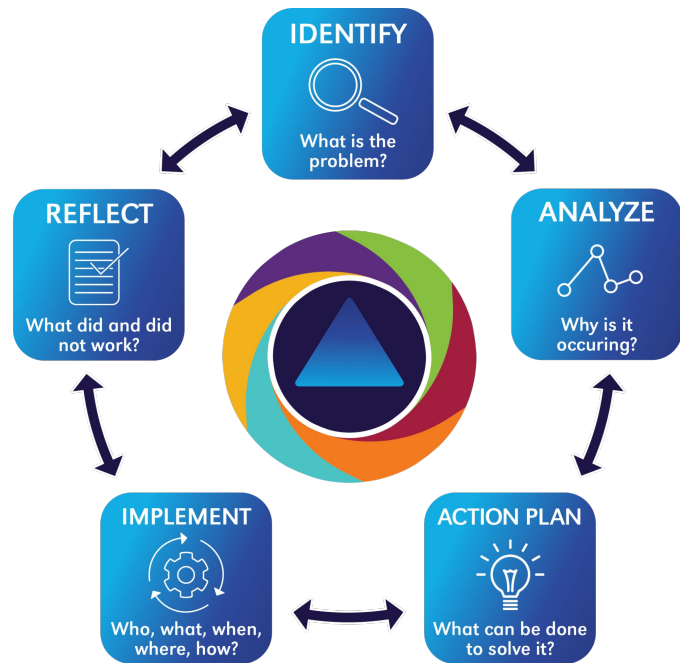 IDENTIFY
What is the
problem?
ANALYZE
Why is it
occuring?
ACTION PLAN
What can be done
to solve it?
IMPLEMENT
Who, what, when,
where, how?
REFLECT
What did and did
not work?